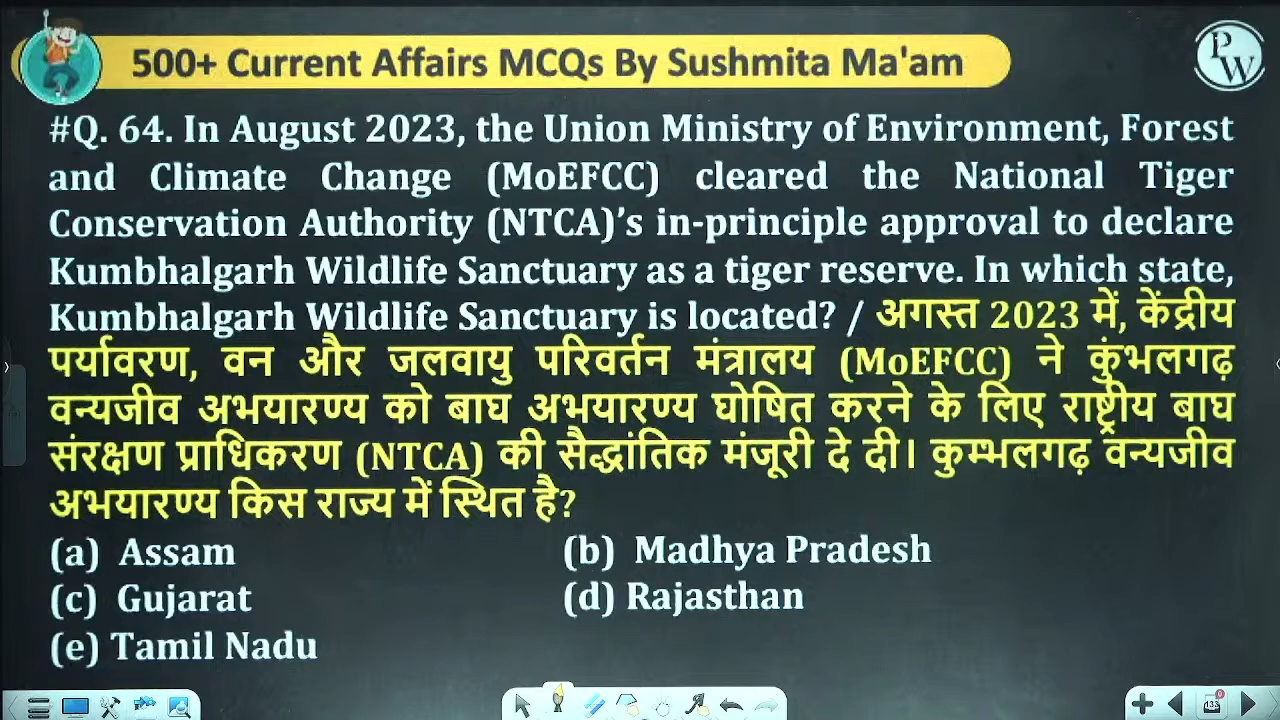 500+ Current Affairs MCQs By Sushmita Ma'am
PW
#Q. 64. In August 2023, the Union Ministry of Environment, Forest
and Climate Change (MoEFCC) cleared the National Tiger
Conservation Authority (NTCA)’s in-principle approval to declare
Kumbhalgarh Wildlife Sanctuary as a tiger reserve. In which state,
Kumbhalgarh Wildlife Sanctuary is located? / अगस्त 2023 में, केंद्रीय
पर्यावरण, वन और जलवायु परिवर्तन मंत्रालय (MoEFCC) ने कुंभलगढ़
वन्यजीव अभयारण्य को बाघ अभयारण्य घोषित करने के लिए राष्ट्रीय बाघ
संरक्षण प्राधिकरण (NTCA) की सैद्धांतिक मंजूरी दे दी। कुम्भलगढ़ वन्यजीव
अभयारण्य किस राज्य में स्थित है?
(a) Assam (b) Madhya Pradesh
(c) Gujarat (d) Rajasthan
(e) Tamil Nadu